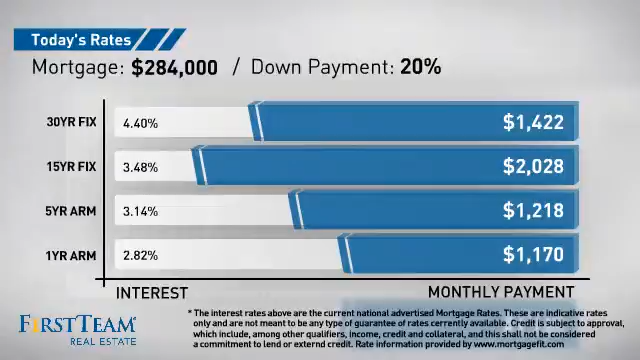 Today's Rates
Mortgage: $284,000 / Down Payment: 20%
30YR FIX 4.40% $1,422
15YR FIX 3.48% $2,028
5YR ARM 3.14% $1,218
1YR ARM 2.82% $1,170
INTEREST MONTHLY PAYMENT
* The interest rates above are the current national advertised Mortgage Rates. These are indicative rates
only and are not meant to be any type of guarantee of rates cerrently available. Credit is subject to approval,
which include, among other qualifiers, income, credit and collateral, and this shall not be considered
a commitment to lend or externd credit. Rate information provided by www.mortgagefit.com
FIRSTTEAM®
REAL ESTATE